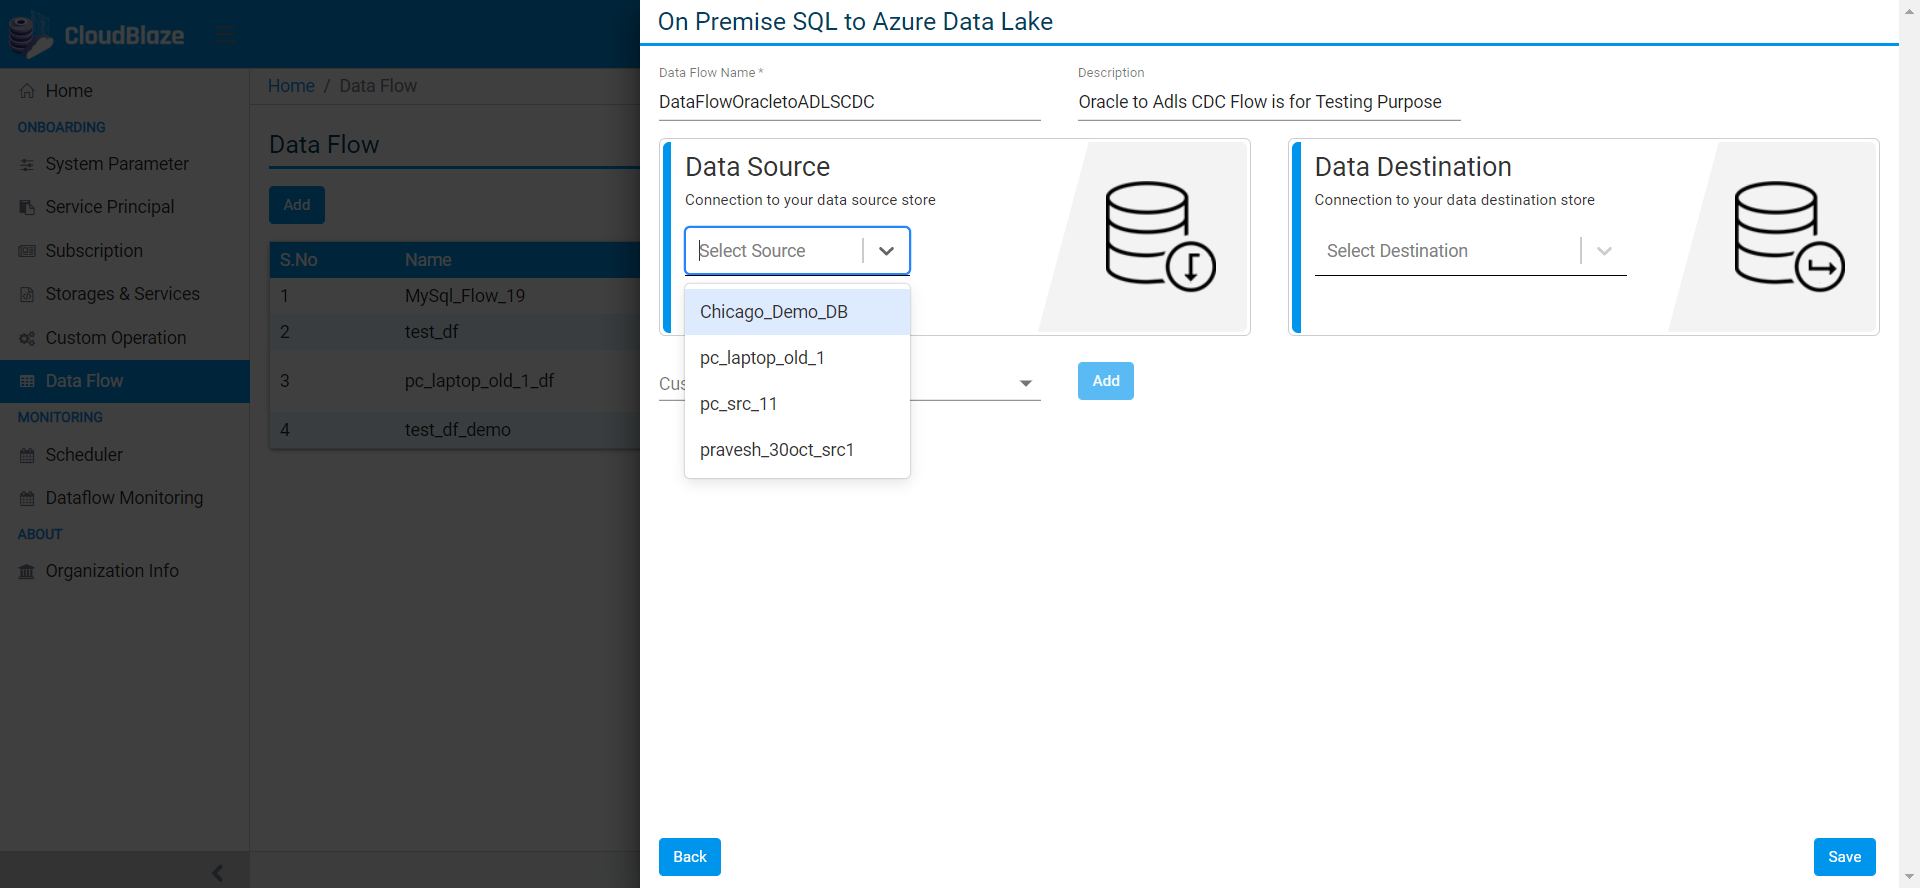 CloudBlaze
Home
ONBOARDING
System Parameter
Service Principal
Subscription
Storages & Services
Custom Operation
Data Flow
MONITORING
Scheduler
Dataflow Monitoring
ABOUT
Organization Info
Home / Data Flow
Data Flow
Add
S.No Name
1 MySql_Flow_19
2 test_df
3 pc_laptop_old_1_df
4 test_df_demo
On Premise SQL to Azure Data Lake
Data Flow Name *
DataFlowOracletoADLSCDC
Description
Oracle to Adls CDC Flow is for Testing Purpose
Data Source
Connection to your data source store
Select Source
Chicago_Demo_DB
pc_laptop_old_1
pc_src_11
pravesh_30oct_src1
Data Destination
Connection to your data destination store
Select Destination
Cus
Add
Back
Save